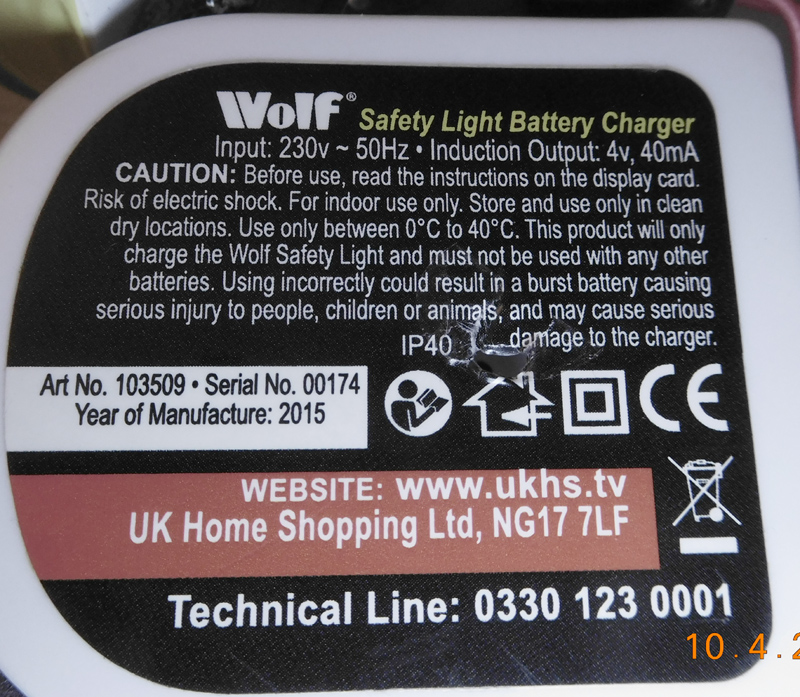 Wolf® Safety Light Battery Charger
Input: 230v ~ 50Hz • Induction Output: 4v, 40mA
CAUTION: Before use, read the instructions on the display card.
Risk of electric shock. For indoor use only. Store and use only in clean
dry locations. Use only between 0°C to 40°C. This product will only
charge the Wolf Safety Light and must not be used with any other
batteries. Using incorrectly could result in a burst battery causing
serious injury to people, children or animals, and may cause serious
IP40 damage to the charger.
Art No. 103509 • Serial No. 00174
Year of Manufacture: 2015
CE
WEBSITE: www.ukhs.tv
UK Home Shopping Ltd, NG17 7LF
Technical Line: 0330 123 0001
10.4.2